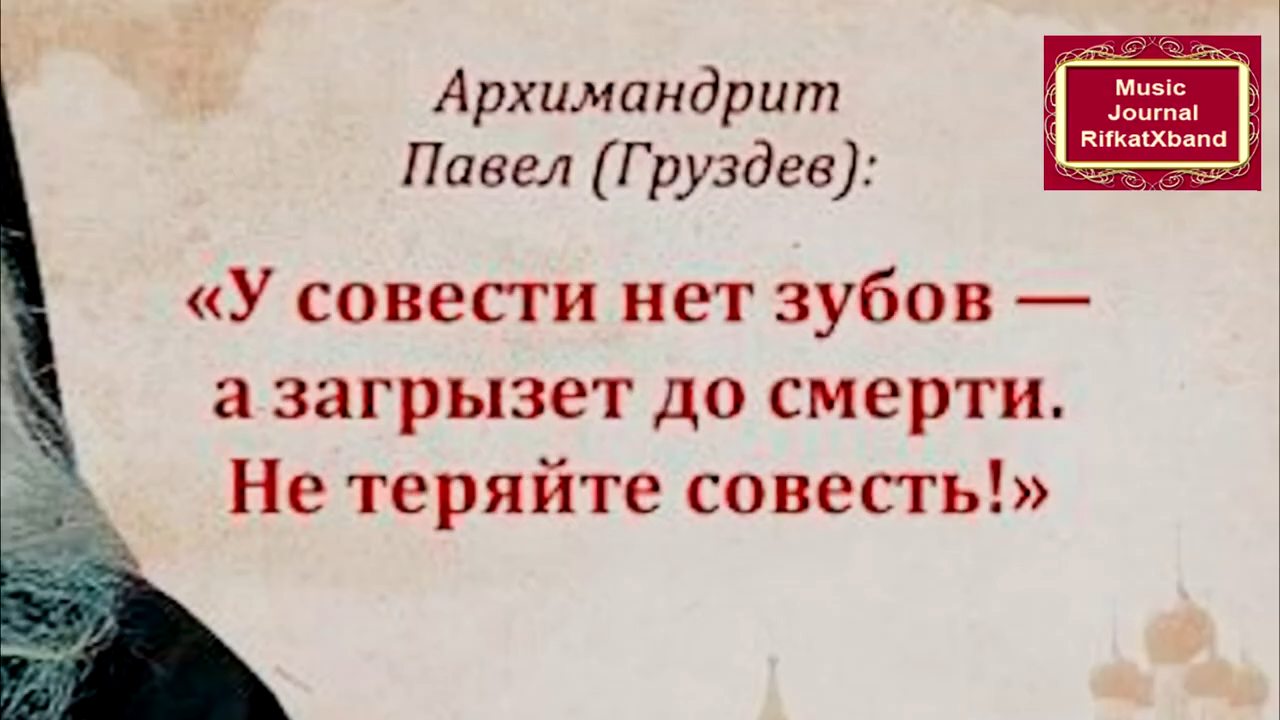 Архимандрит
Павел (Груздев):
«У совести нет зубов —
а загрызет до смерти.
Не теряйте совесть!»
Music
Journal
RifkatXband